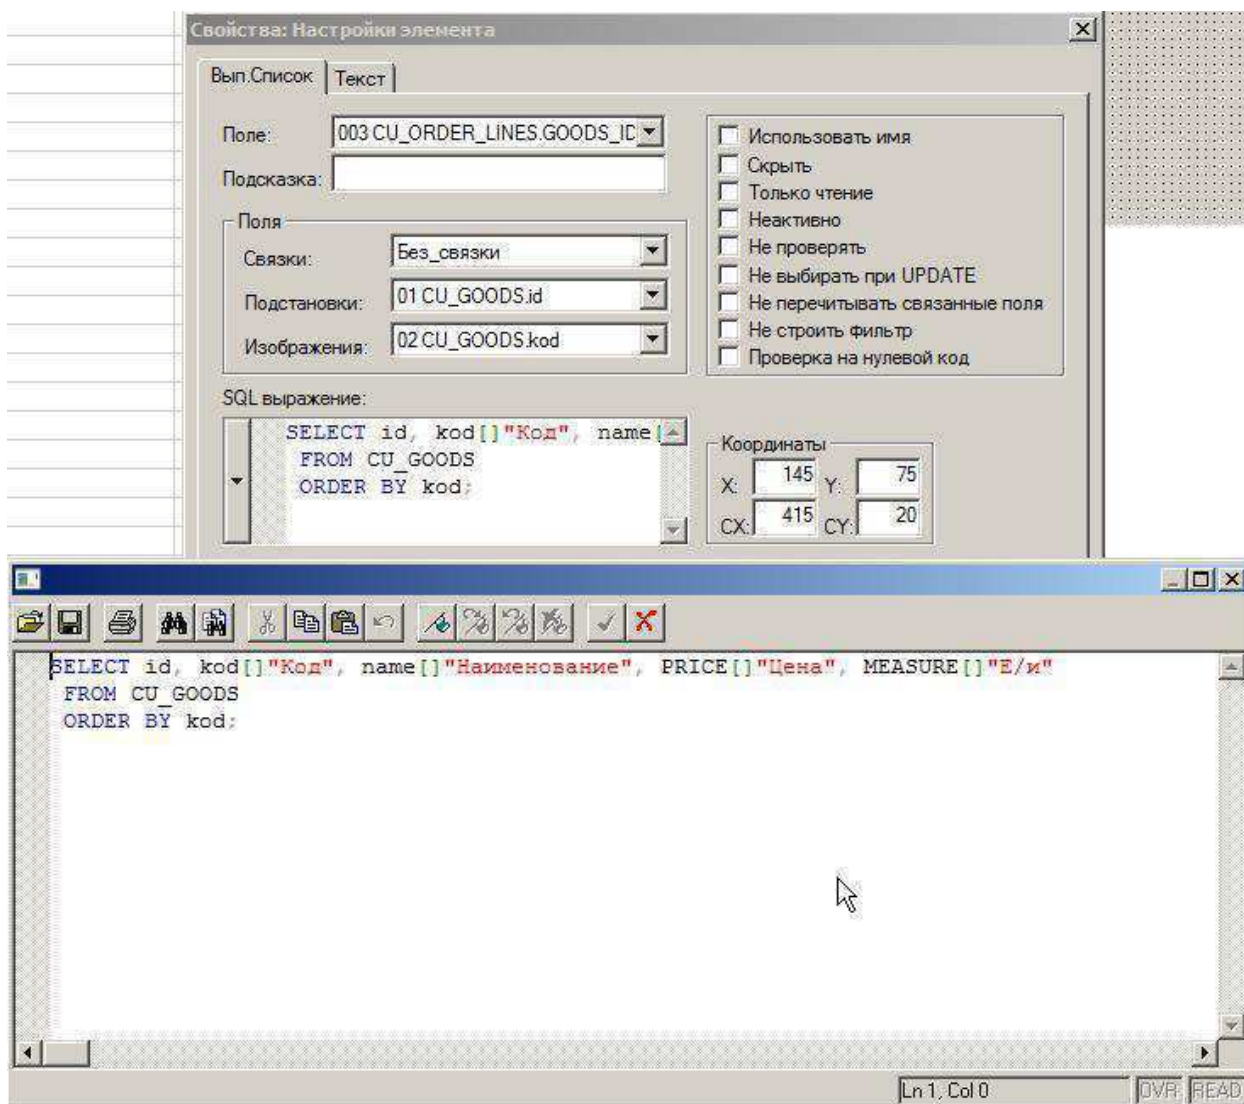 Свойства: Настройки элемента
Вып.Список
Текст
Поле:
003 CU_ORDER_LINES.GOODS_ID
Подсказка:
Поля
Связки:
Без_связки
Подстановки:
01 CU_GOODS.id
Изображения:
02 CU_GOODS.kod
Использовать имя
Скрыть
Только чтение
Неактивно
Не проверять
Не выбирать при UPDATE
Не перечитывать связанные поля
Не строить фильтр
Проверка на нулевой код
SQL выражение:
SELECT id, kod[]"Код", name[
FROM CU_GOODS
ORDER BY kod;
Координаты
X: 145 Y: 75
CX: 415 CY: 20
SELECT id, kod[]"Код", name[]"Наименование", PRICE[]"Цена", MEASURE[]"Е/и"
FROM CU_GOODS
ORDER BY kod;
Ln 1, Col 0
OVR READ